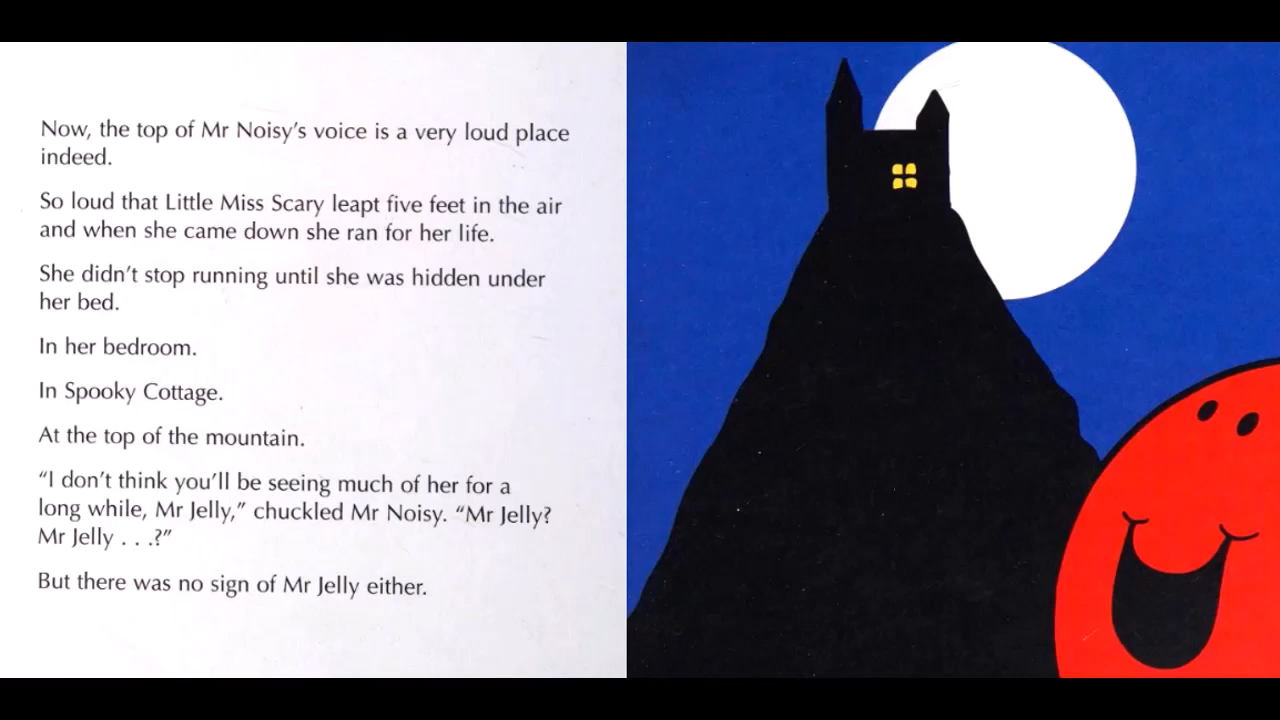 Now, the top of Mr Noisy's voice is a very loud place
indeed.
So loud that Little Miss Scary leapt five feet in the air
and when she came down she ran for her life.
She didn't stop running until she was hidden under
her bed.
In her bedroom.
In Spooky Cottage.
At the top of the mountain.
“I don't think you'll be seeing much of her for a
long while, Mr Jelly,” chuckled Mr Noisy. “Mr Jelly?
Mr Jelly . . .?”
But there was no sign of Mr Jelly either.